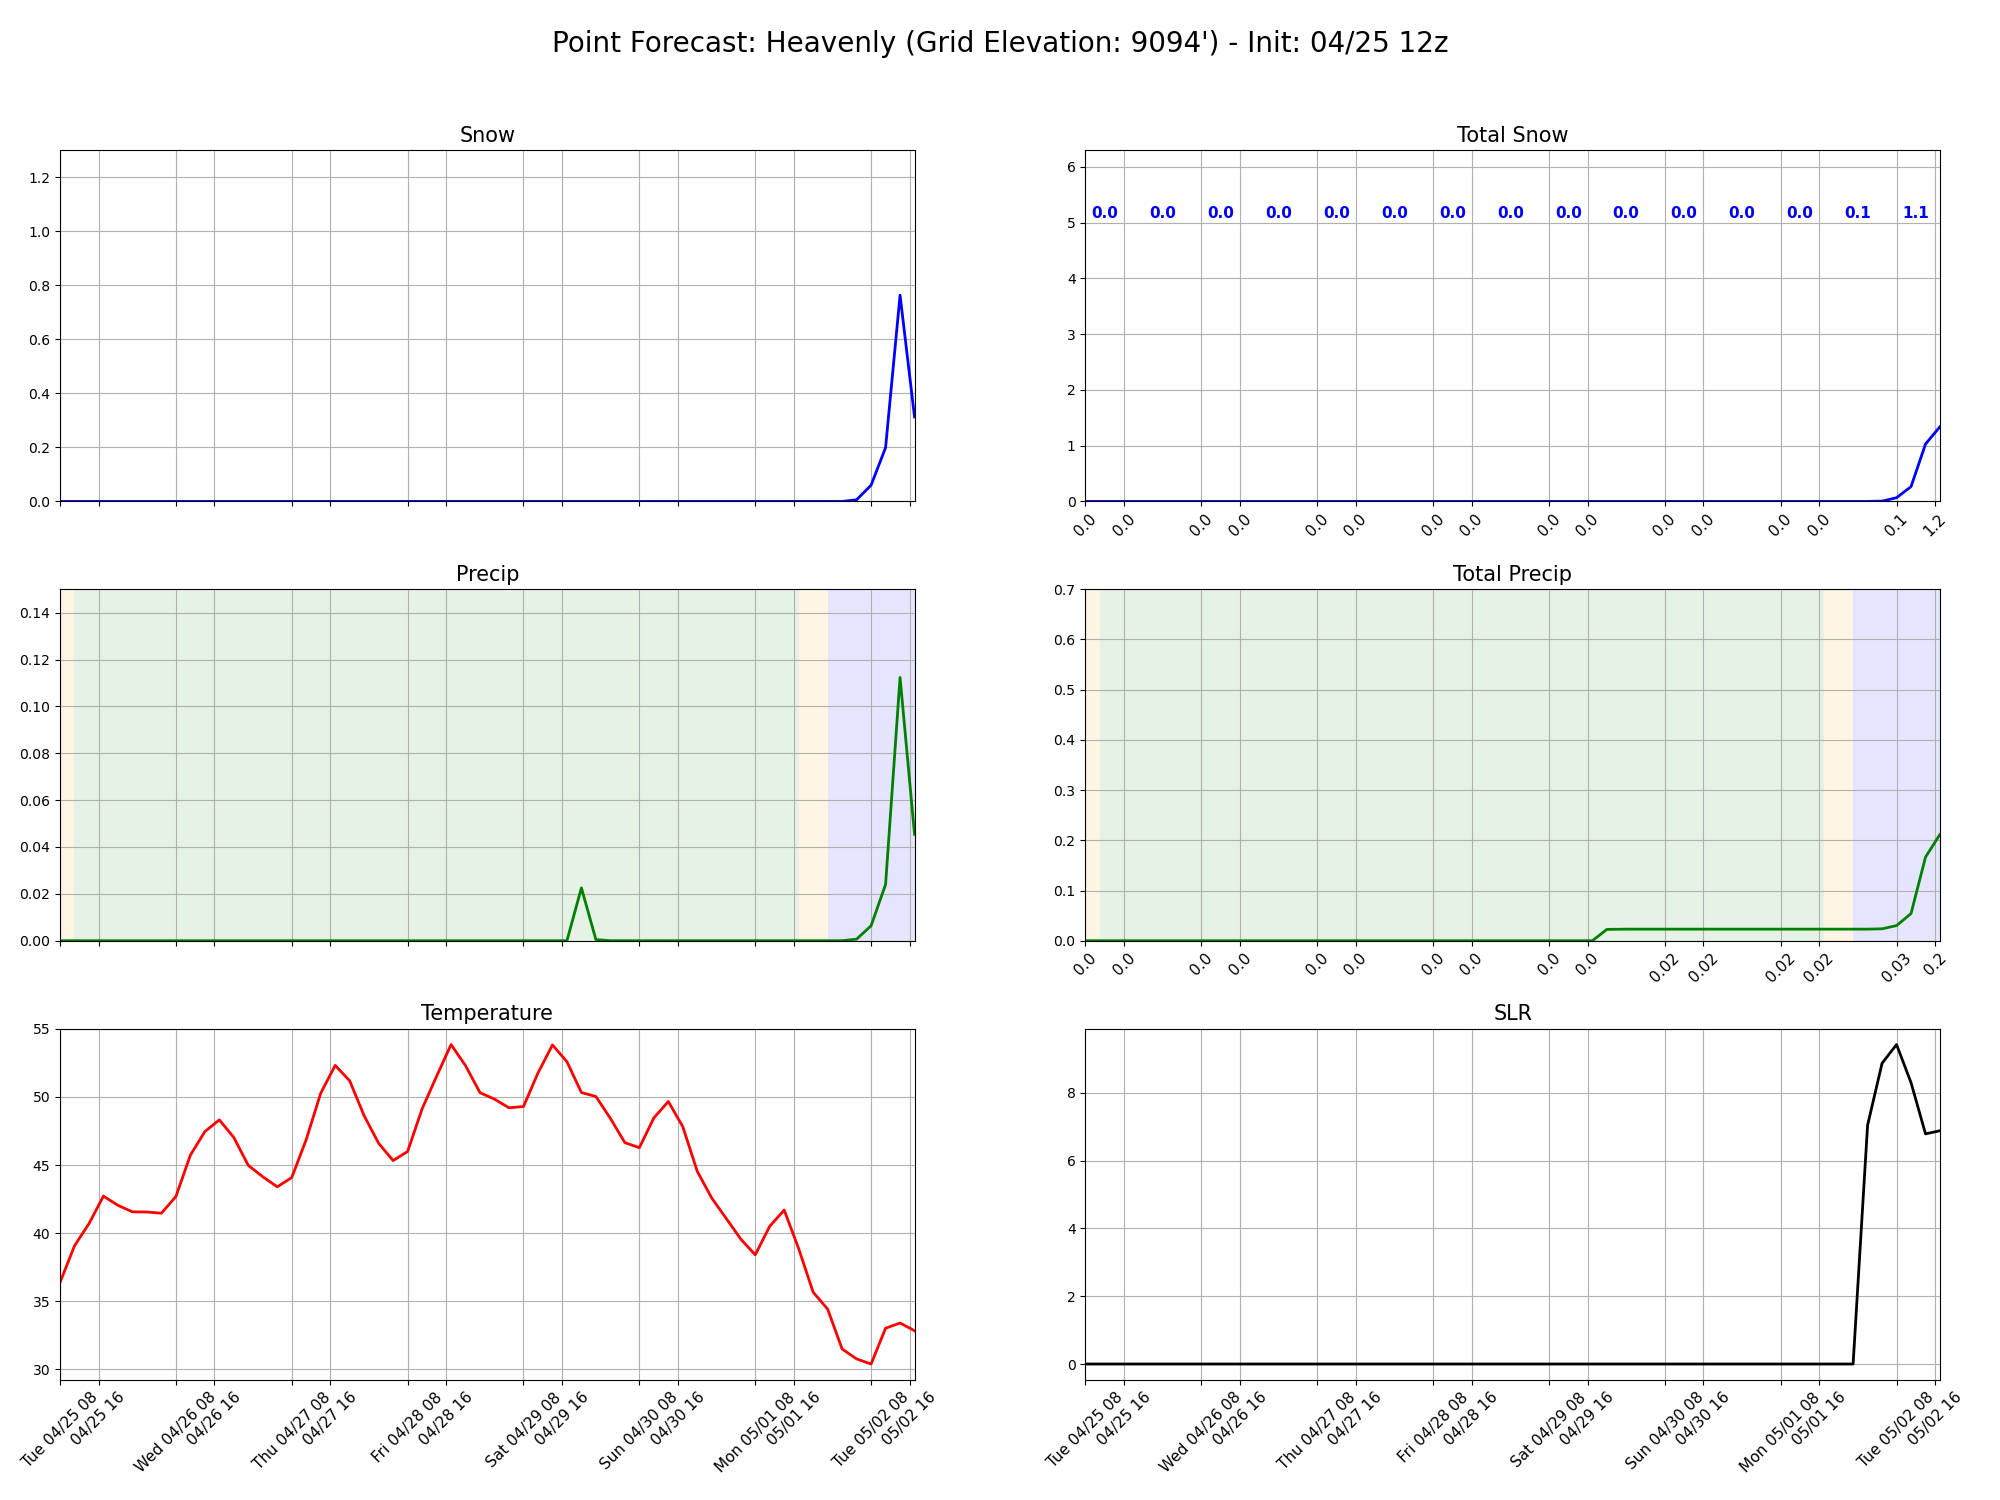 Point Forecast: Heavenly (Grid Elevation: 9094') - Init: 04/25 12z
Snow
1.2
1.0
0.8
0.6
0.4
0.2
0.0
Total Snow
6
5
4
3
2
1
0
0.0 0.0 0.0 0.0 0.0 0.0 0.0 0.0 0.0 0.0 0.0 0.0 0.0 0.1 1.1
0.0 0.0 0.0 0.0 0.0 0.0 0.0 0.0 0.0 0.0 0.0 0.0 0.0 0.0 0.1 1.2
Precip
0.14
0.12
0.10
0.08
0.06
0.04
0.02
0.00
Total Precip
0.7
0.6
0.5
0.4
0.3
0.2
0.1
0.0
0.0 0.0 0.0 0.0 0.0 0.0 0.0 0.0 0.0 0.0 0.02 0.02 0.02 0.02 0.03 0.2
Temperature
55
50
45
40
35
30
Tue 04/25 08
04/25 16
Wed 04/26 08
04/26 16
Thu 04/27 08
04/27 16
Fri 04/28 08
04/28 16
Sat 04/29 08
04/29 16
Sun 04/30 08
04/30 16
Mon 05/01 08
05/01 16
Tue 05/02 08
05/02 16
SLR
8
6
4
2
0
Tue 04/25 08
04/25 16
Wed 04/26 08
04/26 16
Thu 04/27 08
04/27 16
Fri 04/28 08
04/28 16
Sat 04/29 08
04/29 16
Sun 04/30 08
04/30 16
Mon 05/01 08
05/01 16
Tue 05/02 08
05/02 16